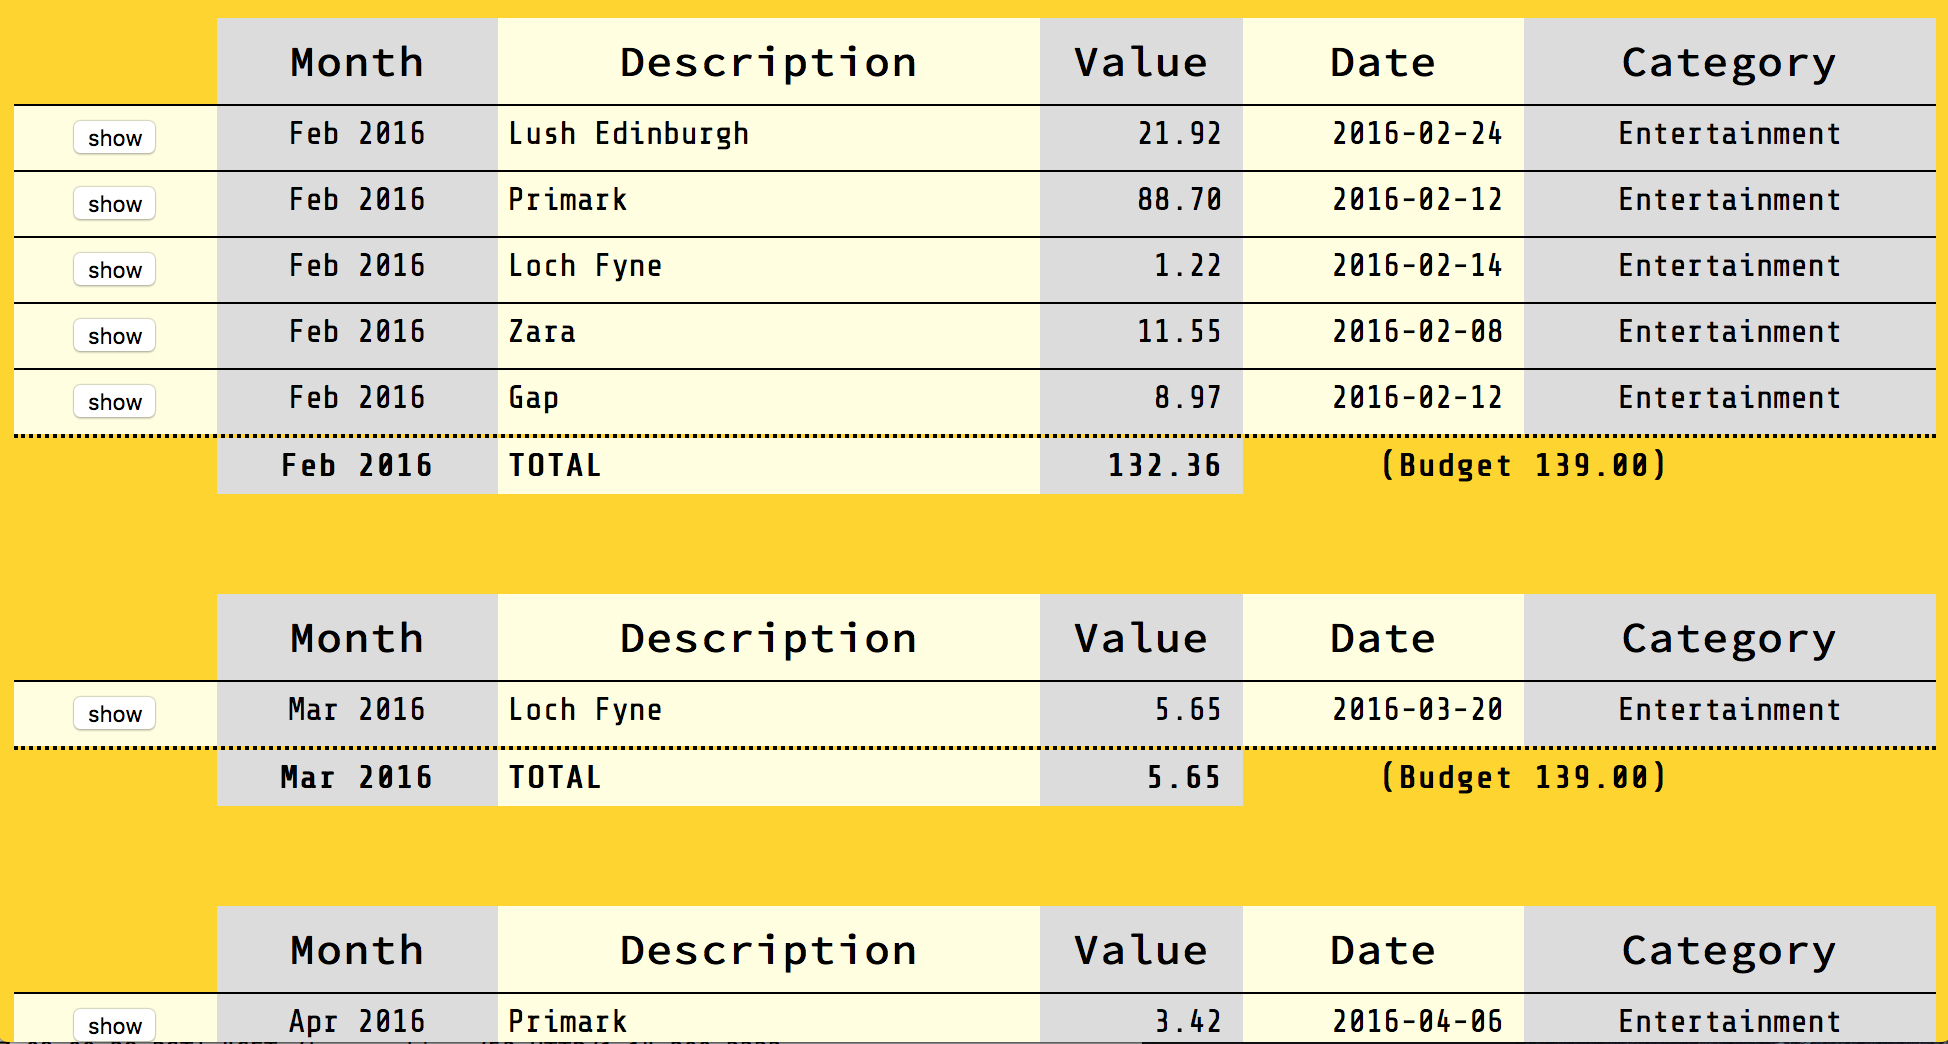 Month Description Value Date Category
show Feb 2016 Lush Edinburgh 21.92 2016-02-24 Entertainment
show Feb 2016 Primark 88.70 2016-02-12 Entertainment
show Feb 2016 Loch Fyne 1.22 2016-02-14 Entertainment
show Feb 2016 Zara 11.55 2016-02-08 Entertainment
show Feb 2016 Gap 8.97 2016-02-12 Entertainment
Feb 2016 TOTAL 132.36 (Budget 139.00)
Month Description Value Date Category
show Mar 2016 Loch Fyne 5.65 2016-03-20 Entertainment
Mar 2016 TOTAL 5.65 (Budget 139.00)
Month Description Value Date Category
show Apr 2016 Primark 3.42 2016-04-06 Entertainment